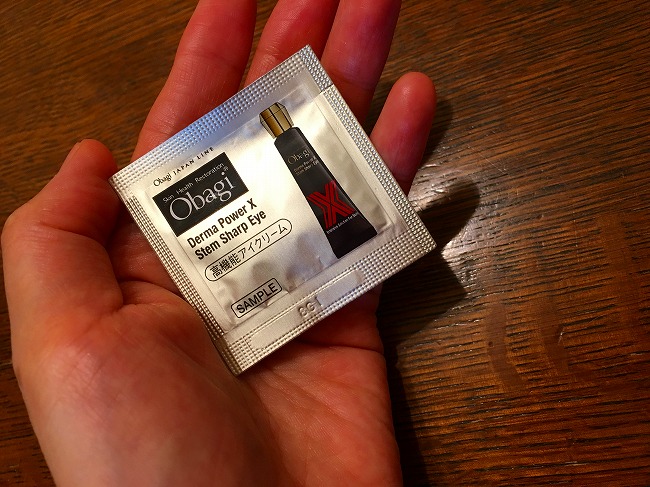 Obagi JAPAN LINE
Skin Health Restoration
Obagi®
Derma Power X
Stem Sharp Eye
高機能アイクリーム
SAMPLE
Obagi
X